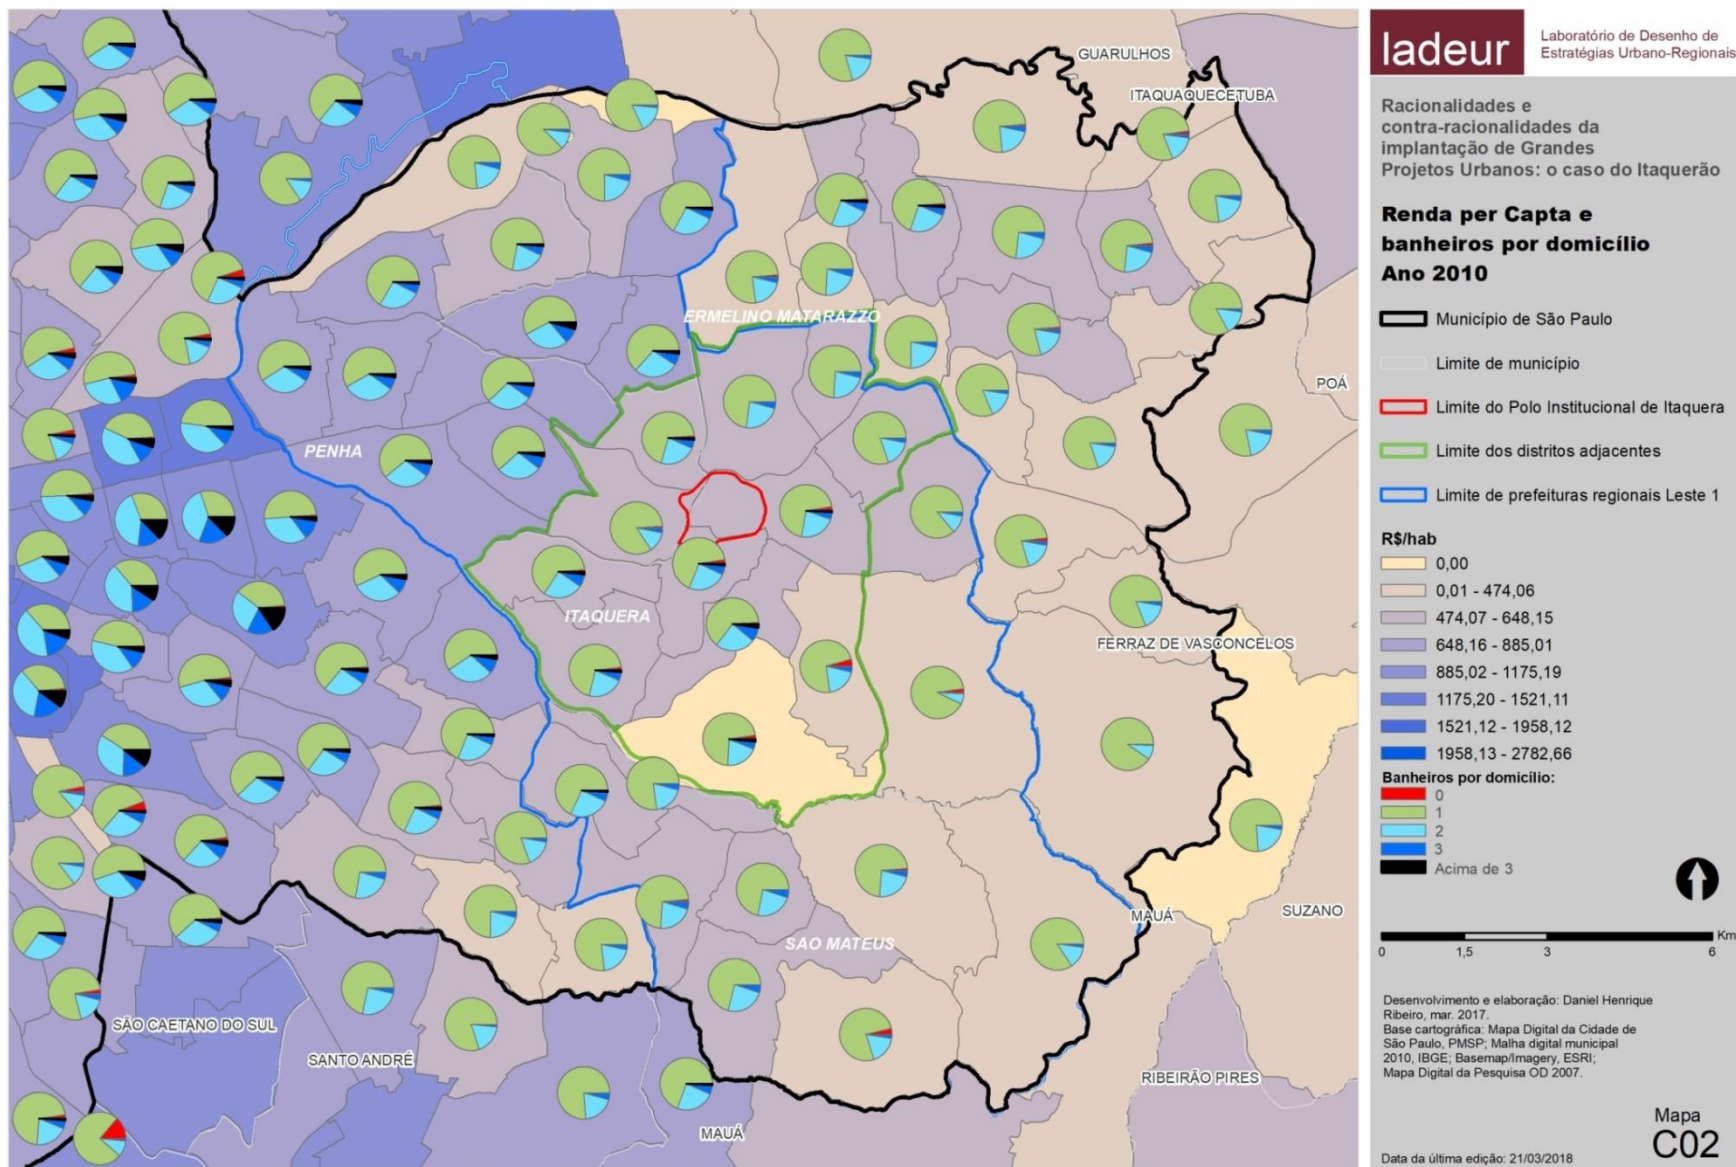 GUARULHOS
ITAQUAQUECETUBA
ERMELINO MATARAZZO
POÁ
PENHA
ITAQUERA
FERRAZ DE VASCONCELOS
MAUÁ
SUZANO
SAO MATEUS
SÃO CAETANO DO SUL
SANTO ANDRÉ
RIBEIRÃO PIRES
MAUÁ
ladeur
Laboratório de Desenho de
Estratégias Urbano-Regionais
Racionalidades e
contra-racionalidades da
implantação de Grandes
Projetos Urbanos: o caso do Itaquerão
Renda per Capta e
banheiros por domicílio
Ano 2010
Município de São Paulo
Limite de município
Limite do Polo Institucional de Itaquera
Limite dos distritos adjacentes
Limite de prefeituras regionais Leste 1
R$/hab
0,00
0,01 - 474,06
474,07 - 648,15
648,16 - 885,01
885,02 - 1175,19
1175,20 - 1521,11
1521,12 - 1958,12
1958,13 - 2782,66
Banheiros por domicílio:
0
1
2
3
Acima de 3
Km
0 1,5 3 6
Desenvolvimento e elaboração: Daniel Henrique
Ribeiro, mar. 2017.
Base cartográfica: Mapa Digital da Cidade de
São Paulo, PMSP; Malha digital municipal
2010, IBGE; Basemap/Imagery, ESRI;
Mapa Digital da Pesquisa OD 2007.
Mapa
C02
Data da última edição: 21/03/2018